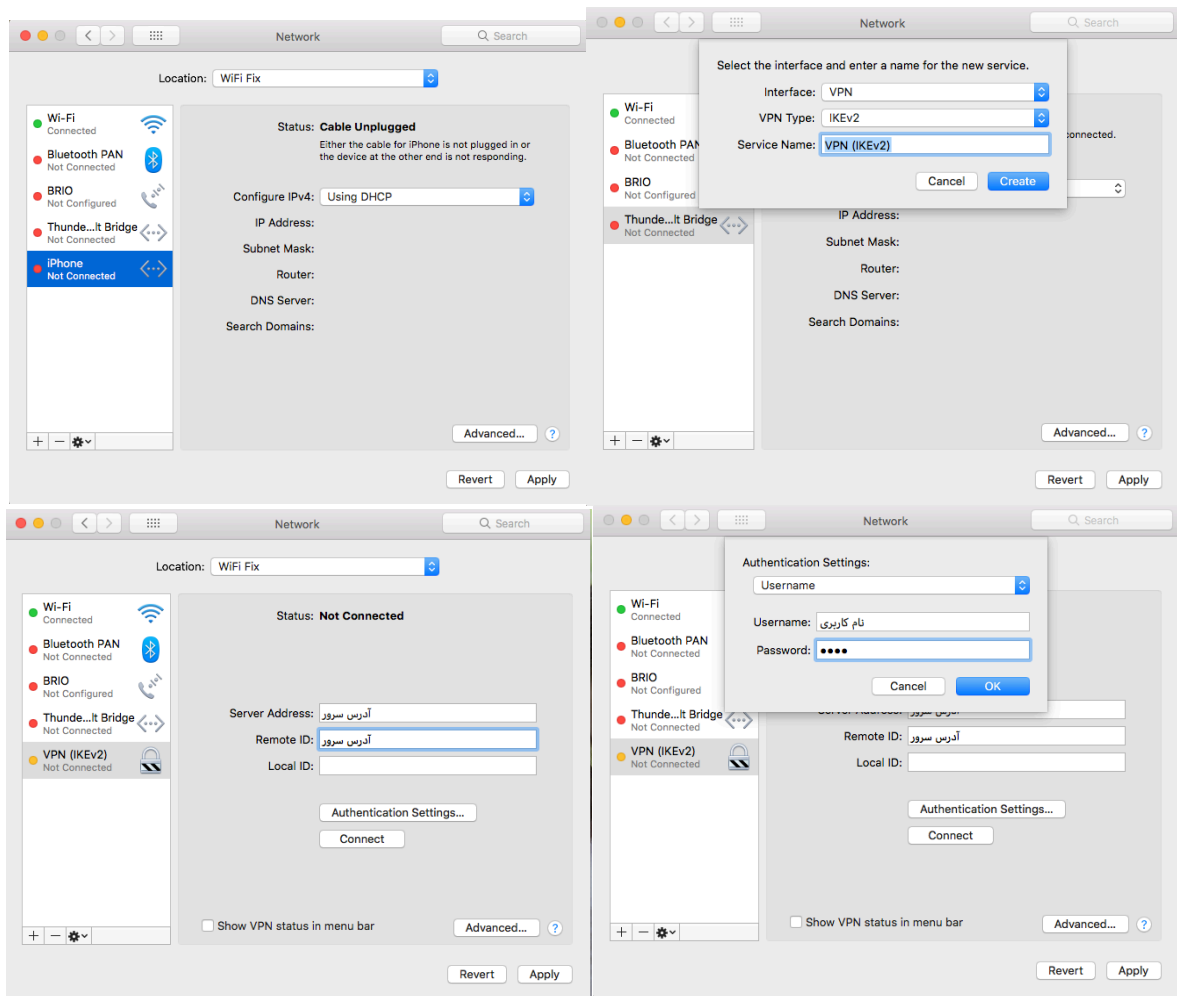 Network
Search
Location: WiFi Fix
Wi-Fi
Connected
Bluetooth PAN
Not Connected
BRIO
Not Configured
Thunde...lt Bridge
Not Connected
iPhone
Not Connected
Status: Cable Unplugged
Either the cable for iPhone is not plugged in or
the device at the other end is not responding.
Configure IPv4: Using DHCP
IP Address:
Subnet Mask:
Router:
DNS Server:
Search Domains:
+ −
Advanced... ?
Revert Apply
Network
Search
Select the interface and enter a name for the new service.
Interface: VPN
VPN Type: IKEv2
Service Name: VPN (IKEv2)
Cancel Create
Wi-Fi
Connected
Bluetooth PAN
Not Connected
BRIO
Not Configured
Thunde...lt Bridge
Not Connected
connected.
IP Address:
Subnet Mask:
Router:
DNS Server:
Search Domains:
+ −
Advanced... ?
Revert Apply
Network
Search
Location: WiFi Fix
Wi-Fi
Connected
Bluetooth PAN
Not Connected
BRIO
Not Configured
Thunde...lt Bridge
Not Connected
VPN (IKEv2)
Not Connected
Status: Not Connected
Server Address: آدرس سرور
Remote ID: آدرس سرور
Local ID:
Authentication Settings...
Connect
Show VPN status in menu bar
+ −
Advanced... ?
Revert Apply
Network
Search
Authentication Settings:
Username
Username: نام کاربری
Password: ••••
Cancel OK
Wi-Fi
Connected
Bluetooth PAN
Not Connected
BRIO
Not Configured
Thunde...lt Bridge
Not Connected
VPN (IKEv2)
Not Connected
Server Address: آدرس سرور
Remote ID: آدرس سرور
Local ID:
Authentication Settings...
Connect
Show VPN status in menu bar
+ −
Advanced... ?
Revert Apply